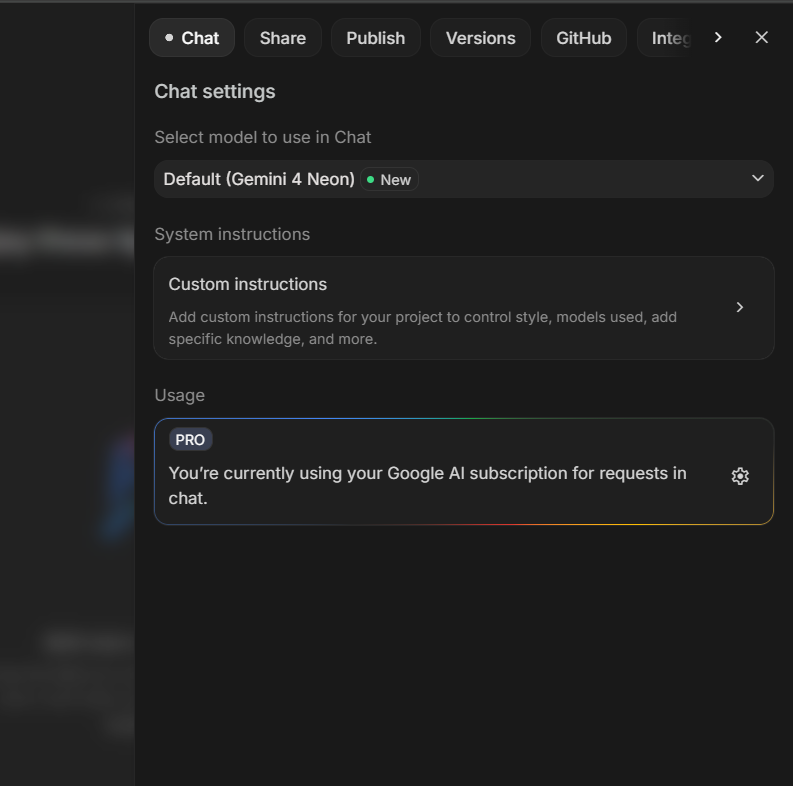 Chat
Share
Publish
Versions
GitHub
Integ
Chat settings
Select model to use in Chat
Default (Gemini 4 Neon)
New
System instructions
Custom instructions
Add custom instructions for your project to control style, models used, add
specific knowledge, and more.
Usage
PRO
You’re currently using your Google AI subscription for requests in
chat.